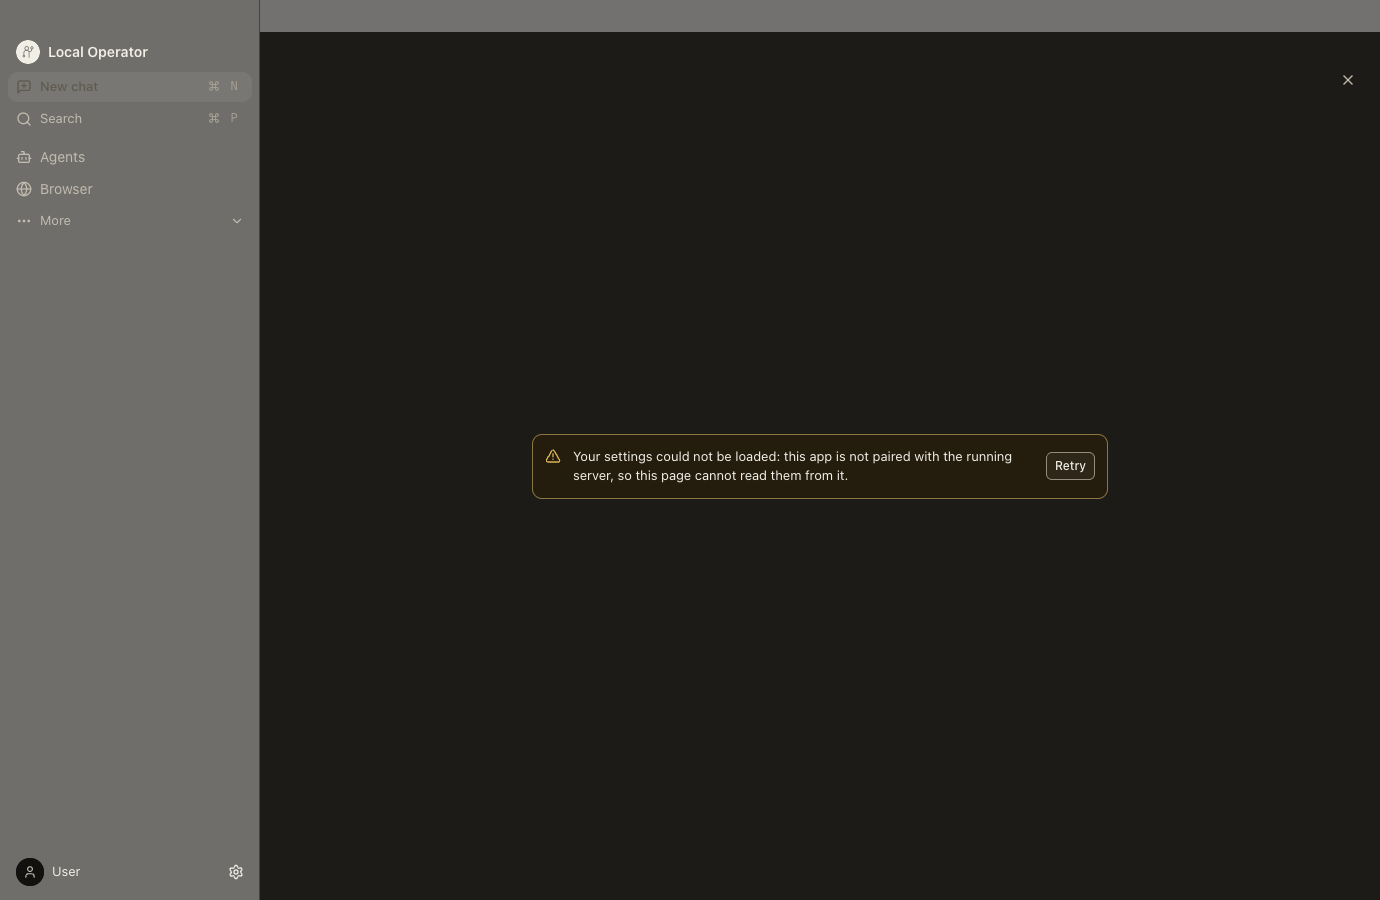 Local Operator
New chat ⌘ N
Search ⌘ P
Agents
Browser
More
Your settings could not be loaded: this app is not paired with the running
server, so this page cannot read them from it.
Retry
User